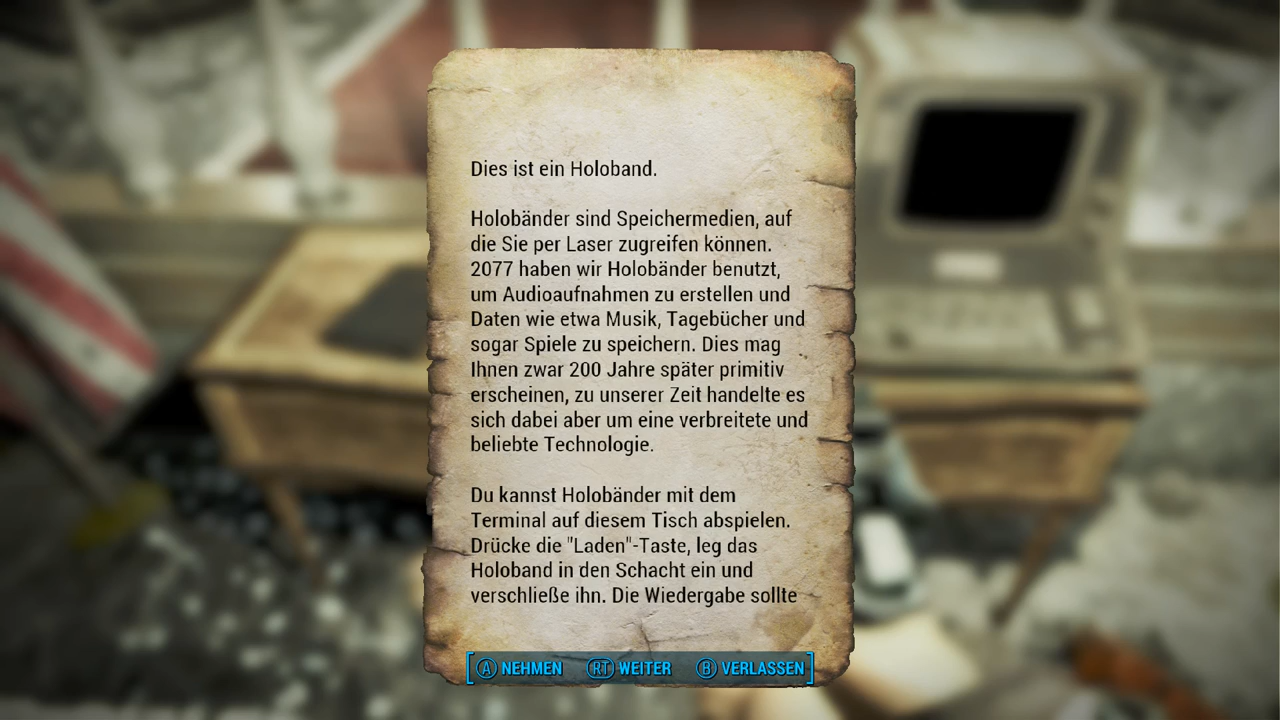 Dies ist ein Holoband.
Holobänder sind Speichermedien, auf
die Sie per Laser zugreifen können.
2077 haben wir Holobänder benutzt,
um Audioaufnahmen zu erstellen und
Daten wie etwa Musik, Tagebücher und
sogar Spiele zu speichern. Dies mag
Ihnen zwar 200 Jahre später primitiv
erscheinen, zu unserer Zeit handelte es
sich dabei aber um eine verbreitete und
beliebte Technologie.
Du kannst Holobänder mit dem
Terminal auf diesem Tisch abspielen.
Drücke die "Laden"-Taste, leg das
Holoband in den Schacht ein und
verschließe ihn. Die Wiedergabe sollte
A NEHMEN RT WEITER B VERLASSEN